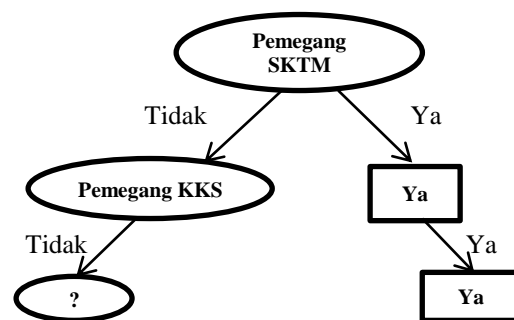 Pemegang
SKTM
Tidak
Ya
Pemegang KKS
Ya
Tidak
Ya
?
Ya